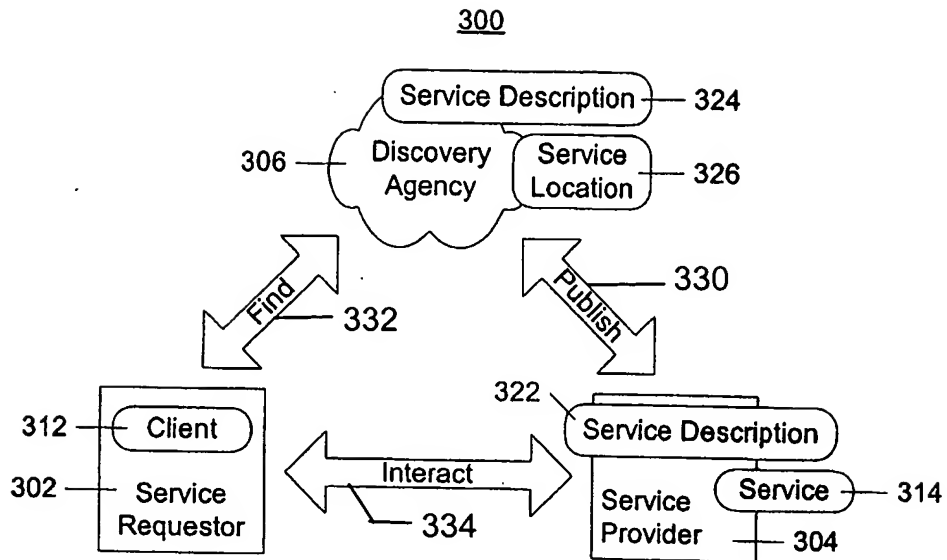 300
Service Description
324
306
Discovery
Agency
Service
Location
326
Find
332
Publish
330
312
Client
302
Service
Requestor
Interact
334
322
Service Description
Service
314
Service
Provider
304